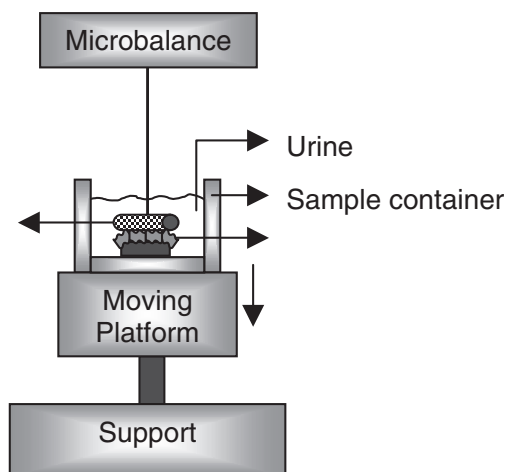 Microbalance
Urine
Sample container
Moving
Platform
Support